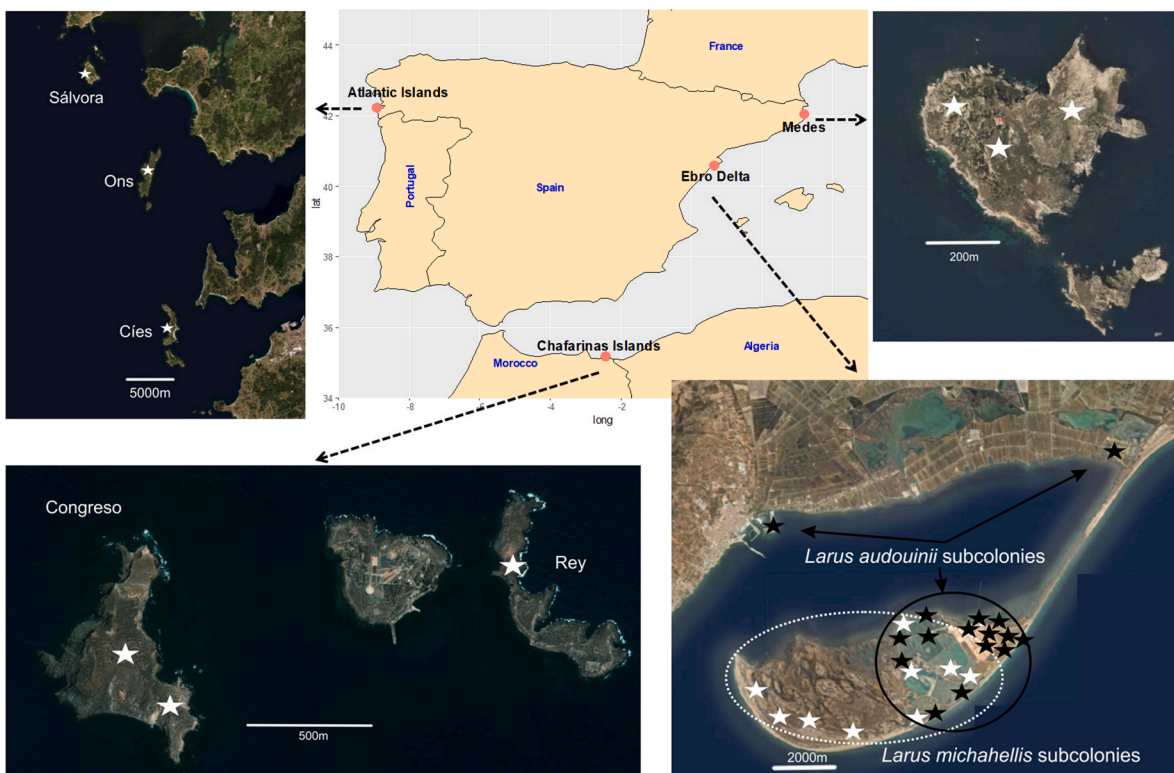 Sálvora
Ons
Cíes
5000m
44
42
40
38
36
34
lat
-10
-8
-6
-4
-2
long
France
Atlantic Islands
Medes
Ebro Delta
Portugal
Spain
Chafarinas Islands
Morocco
Algeria
200m
Congreso
Rey
500m
Larus audouinii subcolonies
Larus michahellis subcolonies
2000m